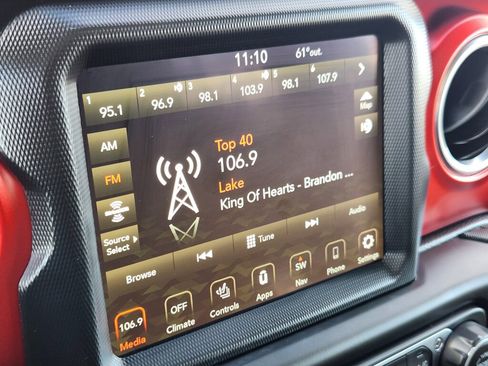 11:10 61°out.
1 2 3 4 5 6
95.1 96.9 98.1 103.9 98.1 107.9
Map
AM
Top 40
FM
106.9
Lake
King Of Hearts - Brandon ...
Source
Select
Browse Tune Audio
106.9 OFF SW
Media Climate Controls Apps Nav Phone Settings